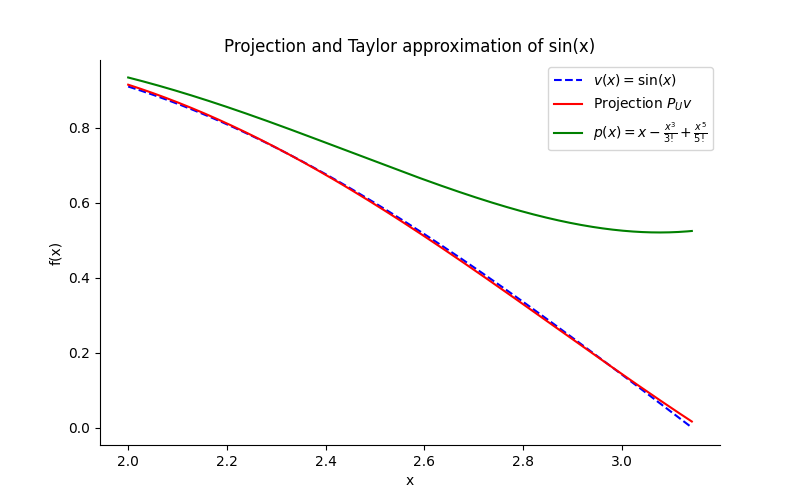 Projection and Taylor approximation of sin(x)
v(x) = sin(x)
Projection P_U v
p(x) = x − x³/3! + x⁵/5!
f(x)
0.8
0.6
0.4
0.2
0.0
2.0 2.2 2.4 2.6 2.8 3.0
x